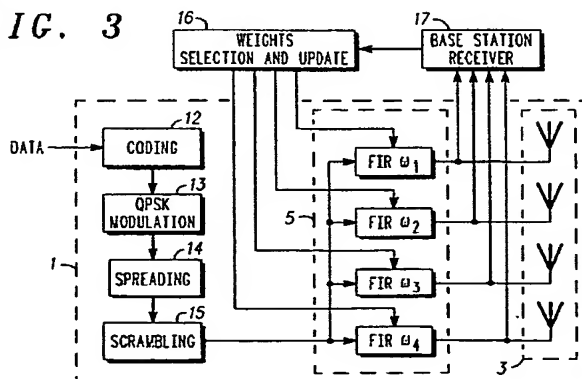 IG. 3
16
WEIGHTS
SELECTION AND UPDATE
17
BASE STATION
RECEIVER
DATA
12
CODING
13
QPSK
MODULATION
14
SPREADING
15
SCRAMBLING
1
5
FIR ω1
FIR ω2
FIR ω3
FIR ω4
3